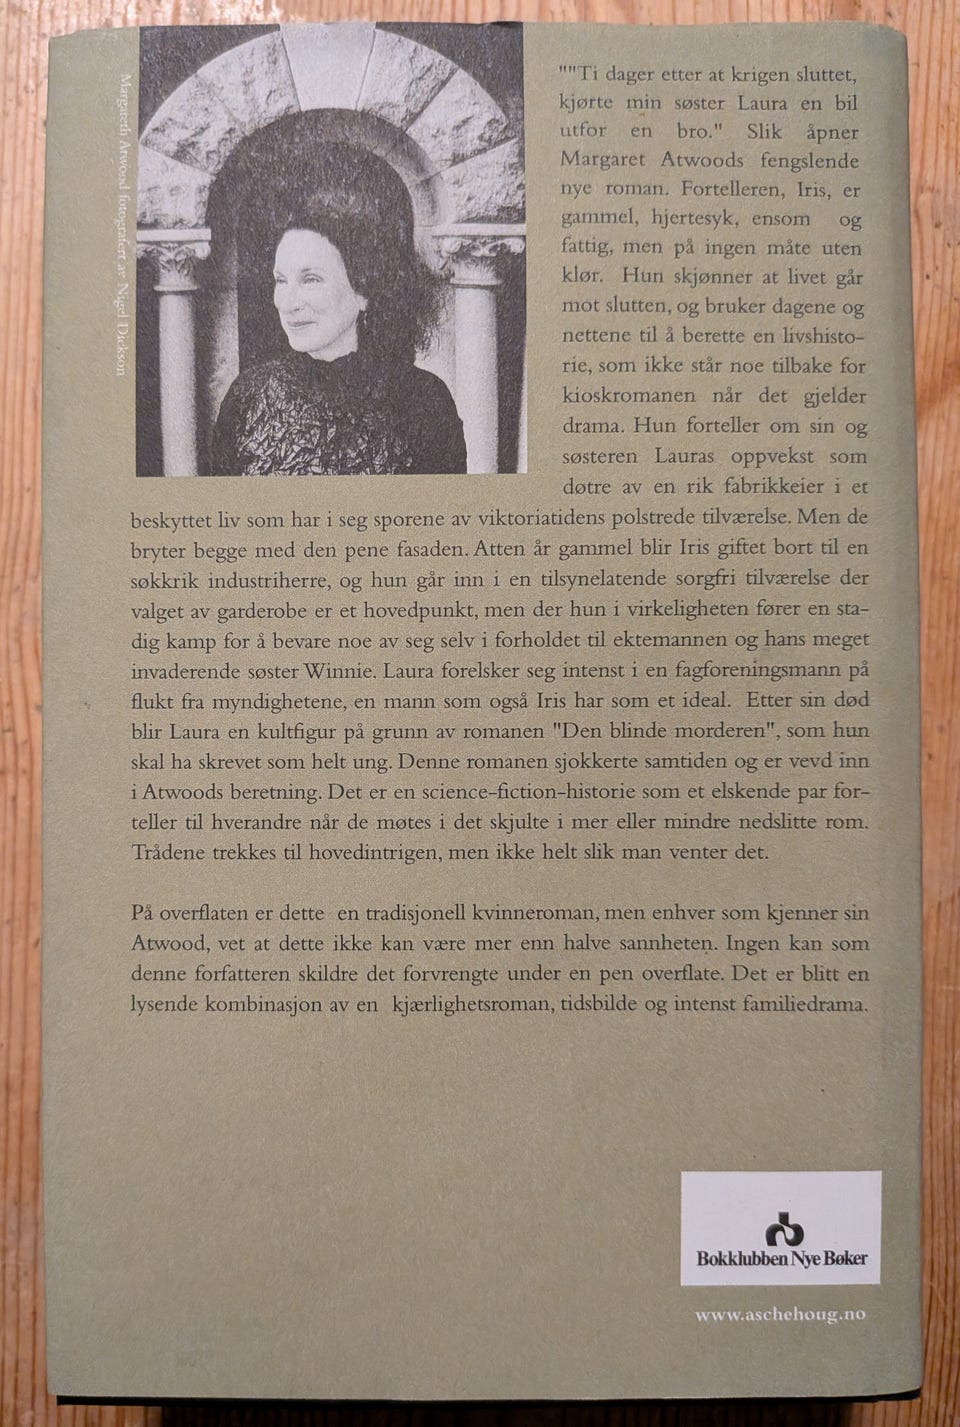 Margareth Atwood fotografert av Nigel Dickson
""Ti dager etter at krigen sluttet,
kjørte min søster Laura en bil
utfor en bro." Slik åpner
Margaret Atwoods fengslende
nye roman. Fortelleren, Iris, er
gammel, hjertesyk, ensom og
fattig, men på ingen måte uten
klør. Hun skjønner at livet går
mot slutten, og bruker dagene og
nettene til å berette en livshisto-
rie, som ikke står noe tilbake for
kioskromanen når det gjelder
drama. Hun forteller om sin og
søsteren Lauras oppvekst som
døtre av en rik fabrikkeier i et
beskyttet liv som har i seg sporene av viktoriatidens polstrede tilværelse. Men de
bryter begge med den pene fasaden. Atten år gammel blir Iris giftet bort til en
søkkrik industriherre, og hun går inn i en tilsynelatende sorgfri tilværelse der
valget av garderobe er et hovedpunkt, men der hun i virkeligheten fører en sta-
dig kamp for å bevare noe av seg selv i forholdet til ektemannen og hans meget
invaderende søster Winnie. Laura forelsker seg intenst i en fagforeningsmann på
flukt fra myndighetene, en mann som også Iris har som et ideal. Etter sin død
blir Laura en kultfigur på grunn av romanen "Den blinde morderen", som hun
skal ha skrevet som helt ung. Denne romanen sjokkerte samtiden og er vevd inn
i Atwoods beretning. Det er en science-fiction-historie som et elskende par for-
teller til hverandre når de møtes i det skjulte i mer eller mindre nedslitte rom.
Trådene trekkes til hovedintrigen, men ikke helt slik man venter det.
På overflaten er dette en tradisjonell kvinneroman, men enhver som kjenner sin
Atwood, vet at dette ikke kan være mer enn halve sannheten. Ingen kan som
denne forfatteren skildre det forvrengte under en pen overflate. Det er blitt en
lysende kombinasjon av en kjærlighetsroman, tidsbilde og intenst familiedrama.
Bokklubben Nye Bøker
www.aschehoug.no